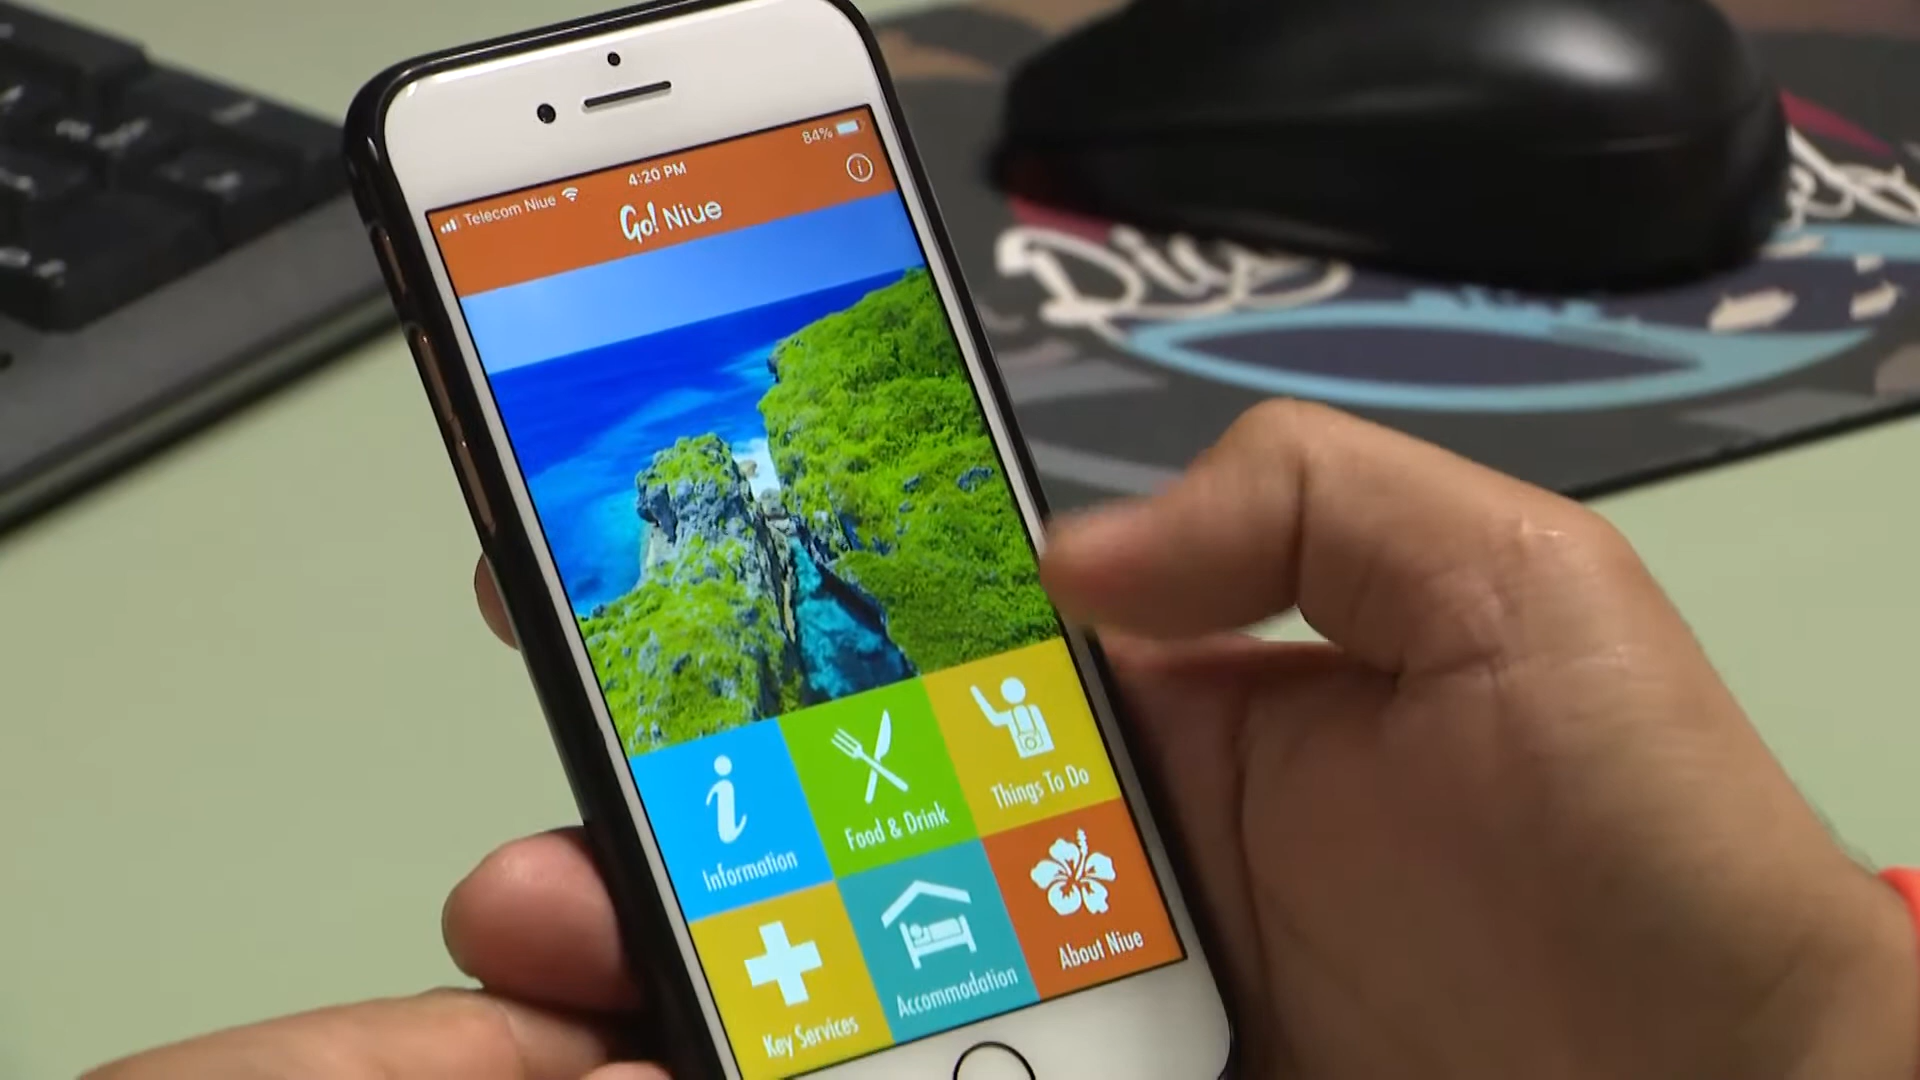 84%
4:20 PM
Telecom Niue
Go! Niue
Information
Food & Drink
Things To Do
Key Services
Accommodation
About Niue